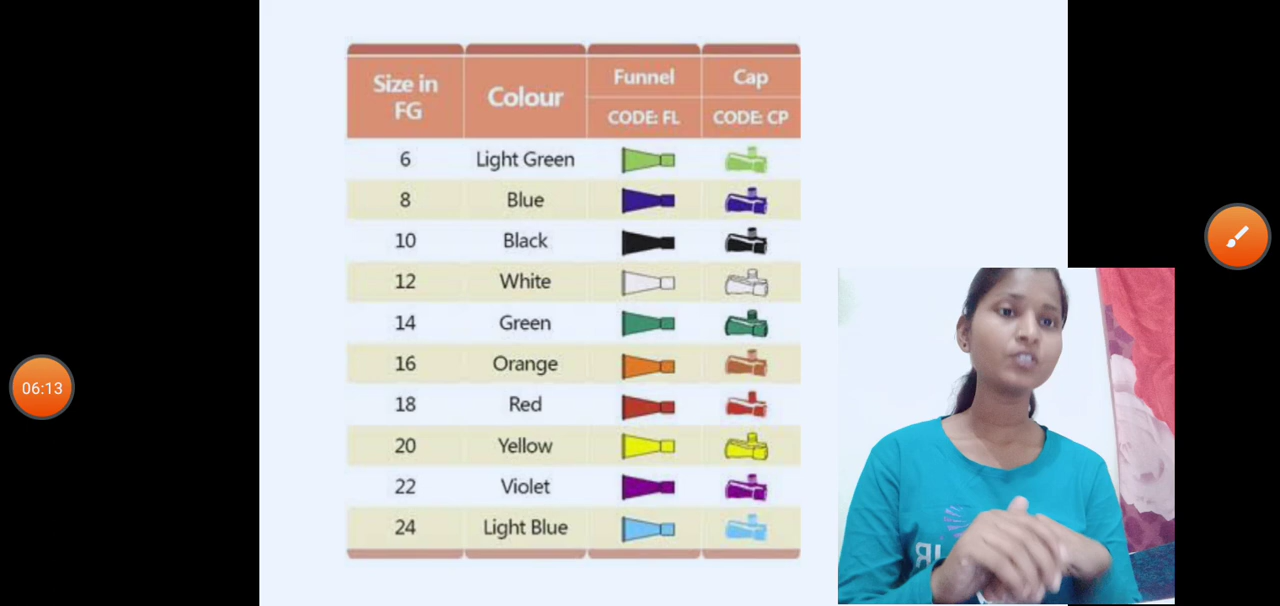 Size in FG
Colour
Funnel
Cap
CODE: FL
CODE: CP
6 Light Green
8 Blue
10 Black
12 White
14 Green
16 Orange
18 Red
20 Yellow
22 Violet
24 Light Blue
06:13